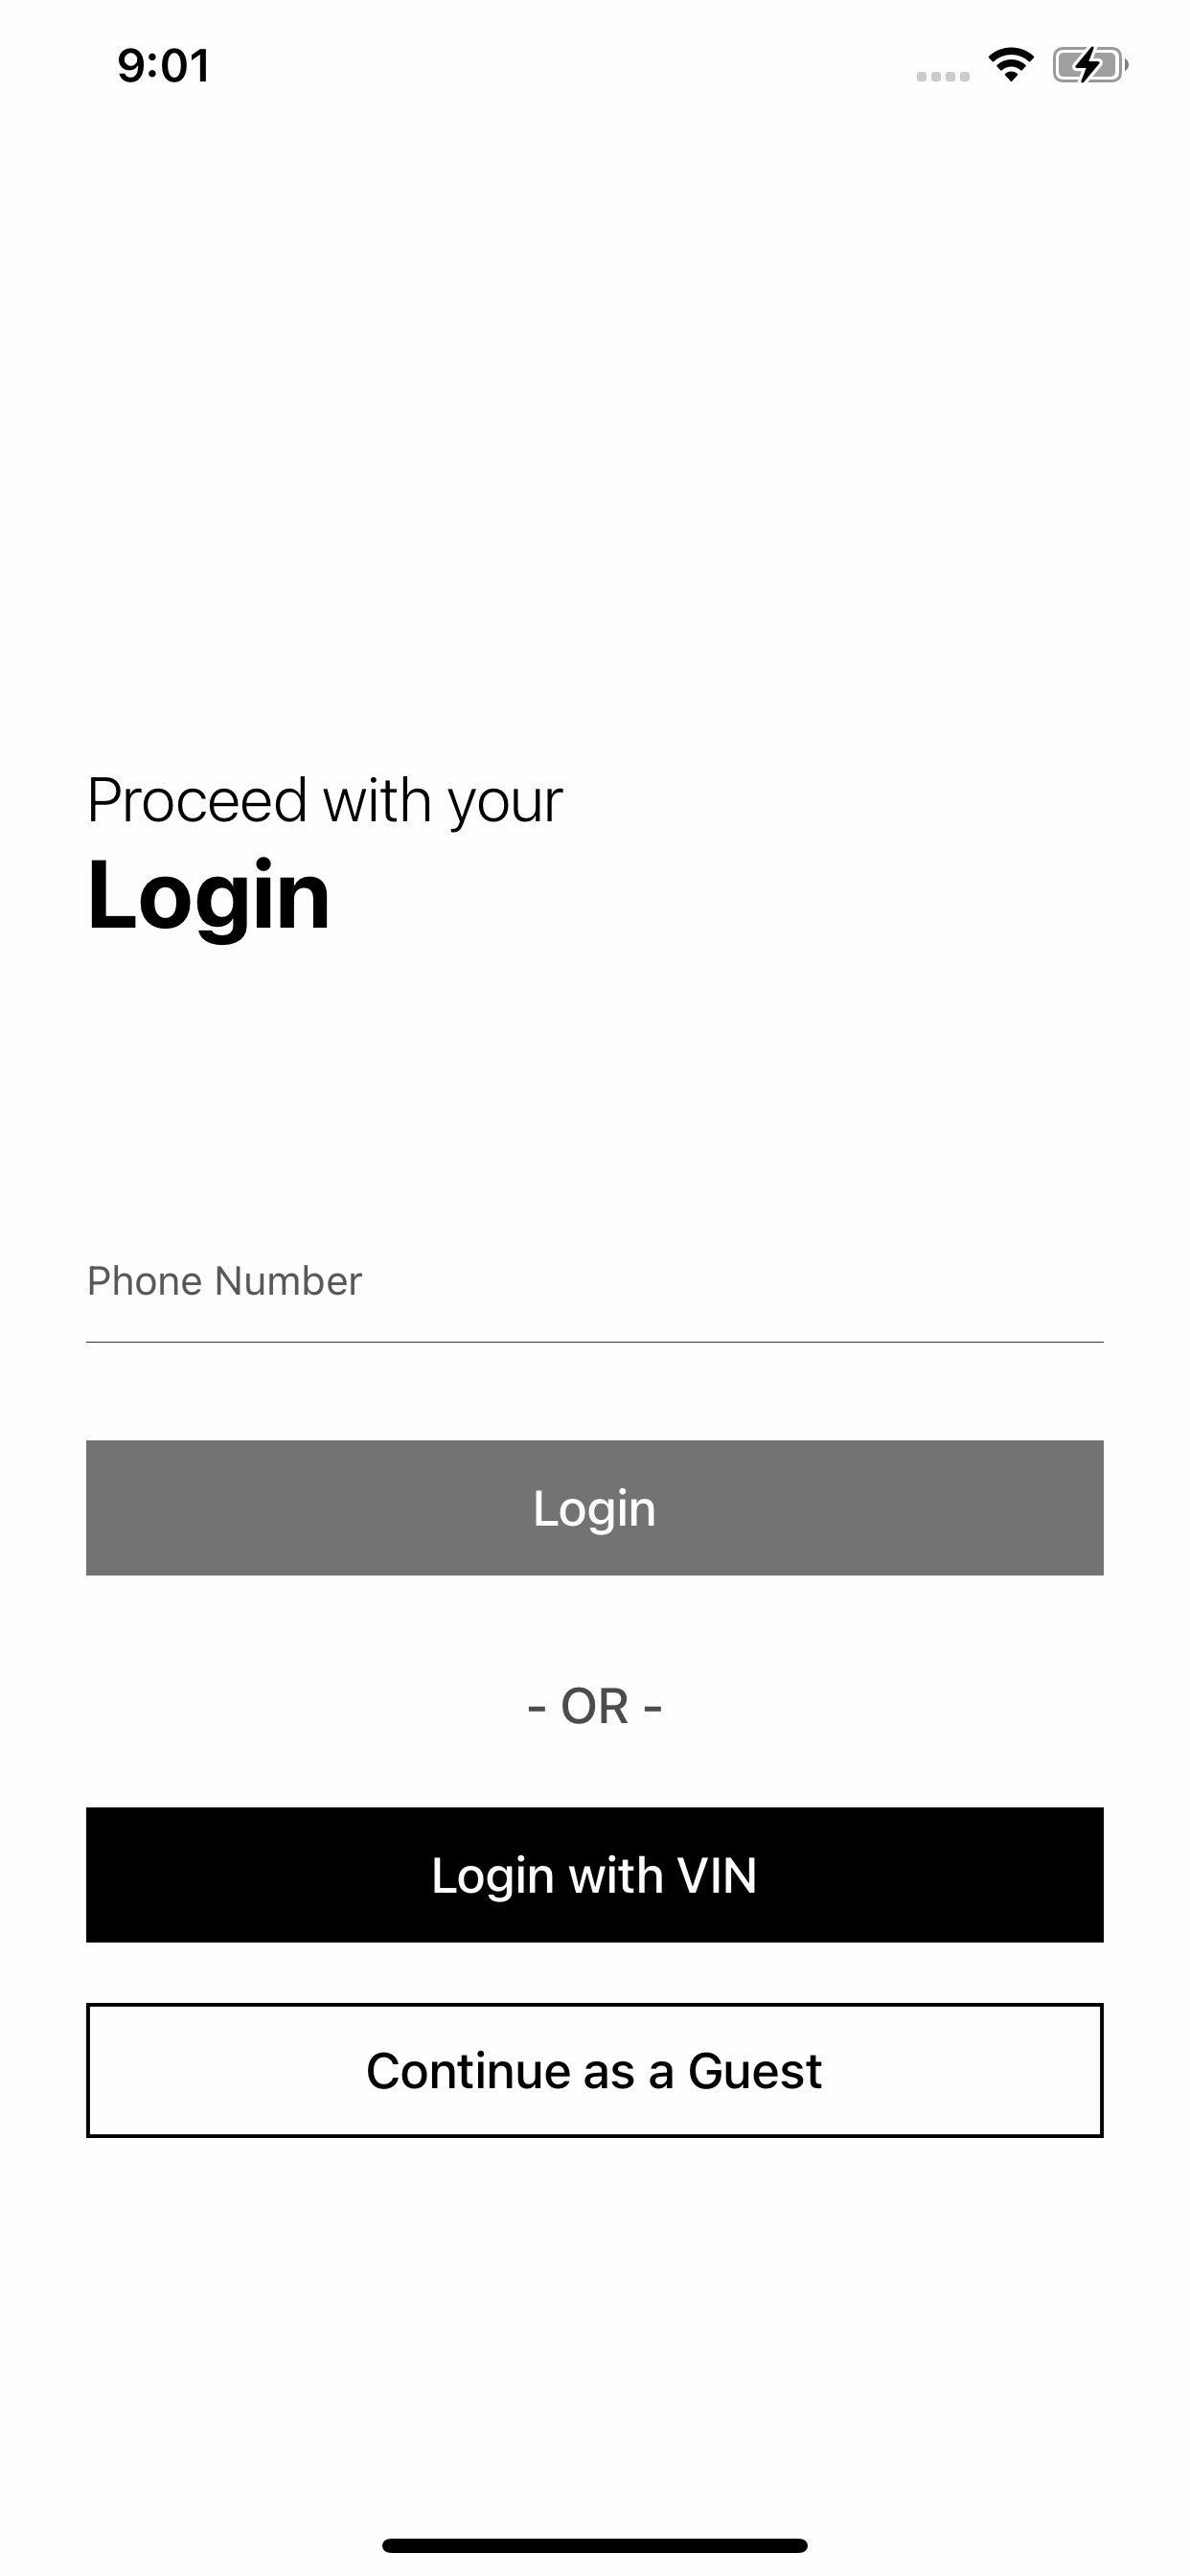 9:01
Proceed with your
Login
Phone Number
Login
- OR -
Login with VIN
Continue as a Guest